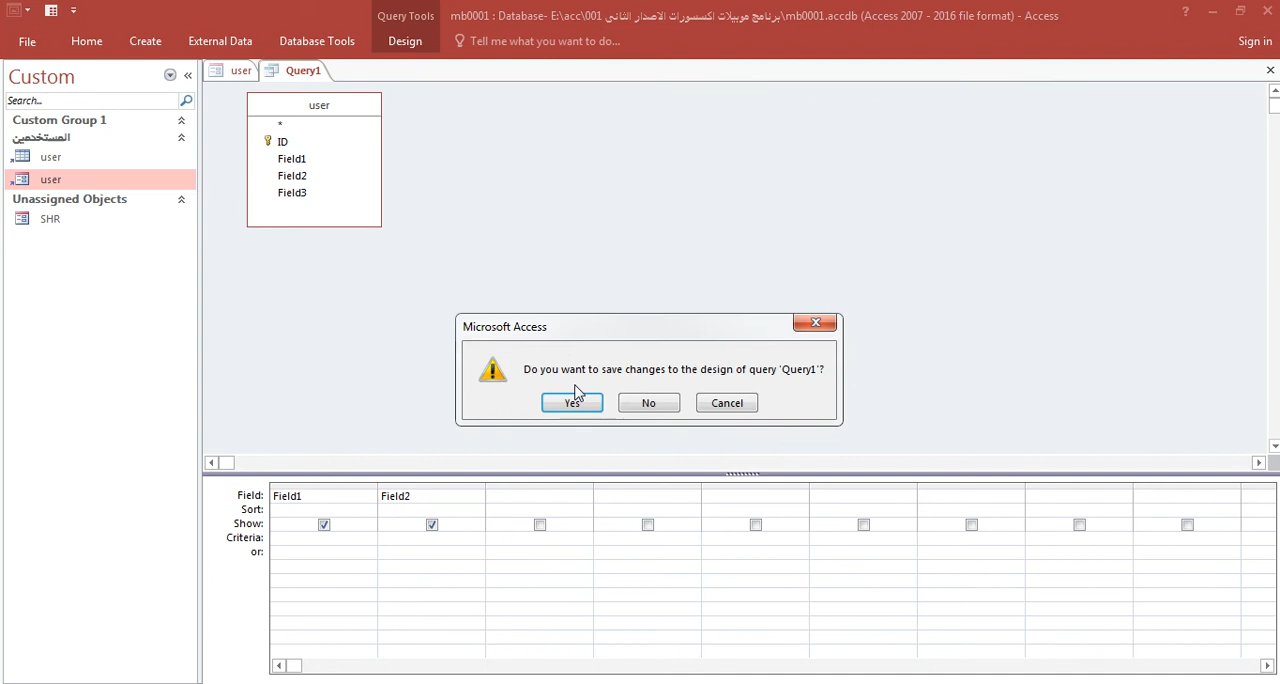 Query Tools
mb0001 : Database- E:\acc\001 برنامج موبيلات اكسسورات الاصدار الثانى\mb0001.accdb (Access 2007 - 2016 file format) - Access
?
File
Home
Create
External Data
Database Tools
Design
Tell me what you want to do...
Sign in
Custom
user
Query1
Search...
Custom Group 1
المستخدمين
user
user
Unassigned Objects
SHR
user
*
ID
Field1
Field2
Field3
Microsoft Access
Do you want to save changes to the design of query 'Query1'?
Yes
No
Cancel
Field: Field1 Field2
Sort:
Show:
Criteria:
or: